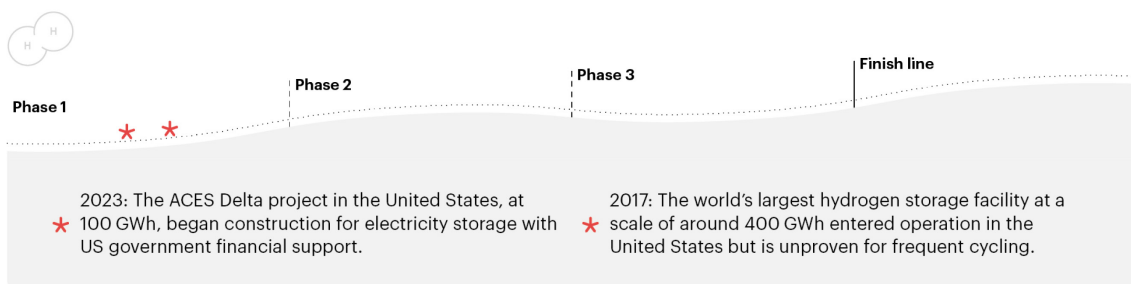 H
H
Phase 1
Phase 2
Phase 3
Finish line
2023: The ACES Delta project in the United States, at
100 GWh, began construction for electricity storage with
US government financial support.
2017: The world’s largest hydrogen storage facility at a
scale of around 400 GWh entered operation in the
United States but is unproven for frequent cycling.